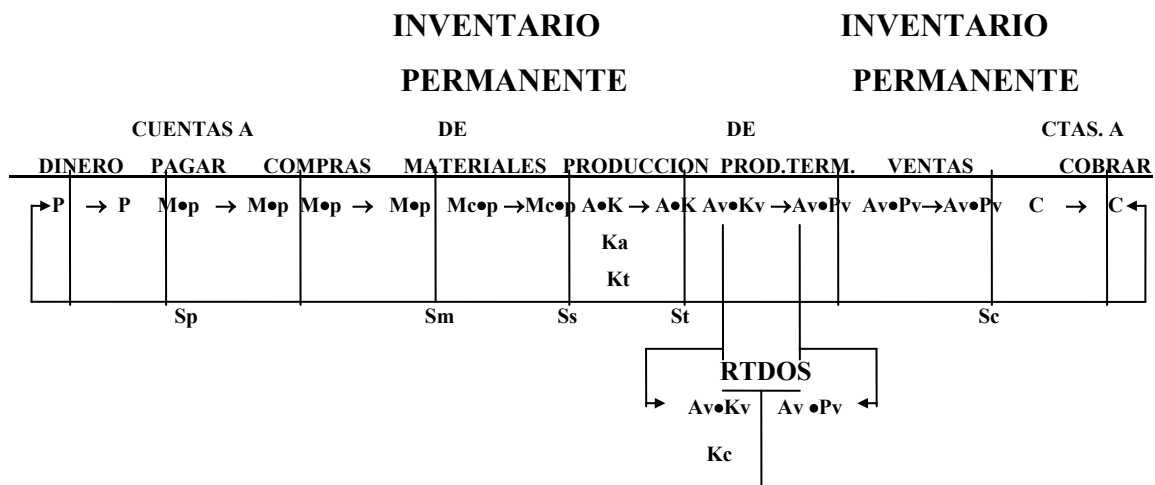 INVENTARIO INVENTARIO
PERMANENTE PERMANENTE
CUENTAS A DE DE CTAS. A
DINERO PAGAR COMPRAS MATERIALES PRODUCCION PROD.TERM. VENTAS COBRAR
P → P M•p → M•p M•p → M•p Mc•p → Mc•p A•K → A•K Av•Kv → Av•Pv Av•Pv → Av•Pv C → C
Ka
Kt
Sp Sm Ss St Sc
RTDOS
Av•Kv Av •Pv
Kc